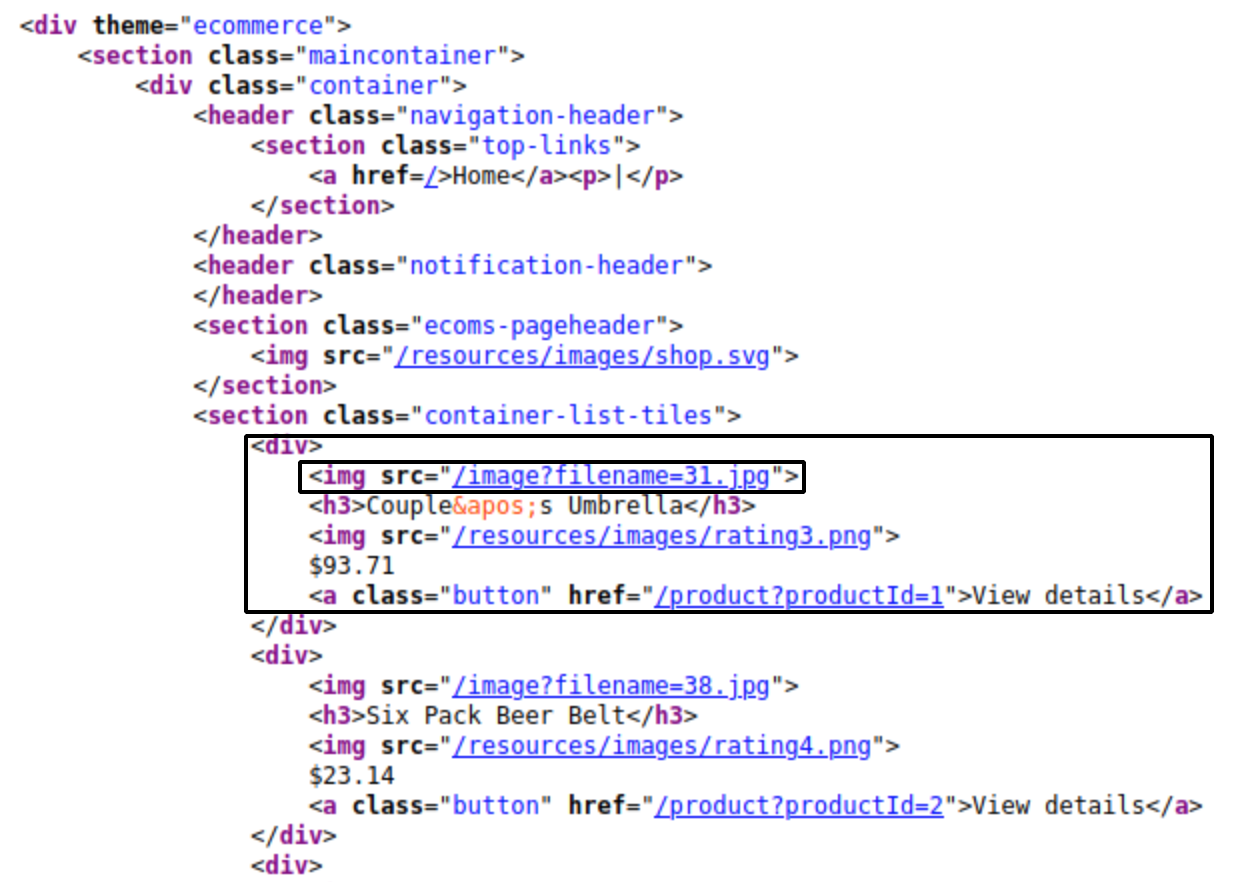 <div theme="ecommerce">
<section class="maincontainer">
<div class="container">
<header class="navigation-header">
<section class="top-links">
<a href=/>Home</a><p>|</p>
</section>
</header>
<header class="notification-header">
</header>
<section class="ecoms-pageheader">
<img src="/resources/images/shop.svg">
</section>
<section class="container-list-tiles">
<div>
<img src="/image?filename=31.jpg">
<h3>Couple&apos;s Umbrella</h3>
<img src="/resources/images/rating3.png">
$93.71
<a class="button" href="/product?productId=1">View details</a>
</div>
<div>
<img src="/image?filename=38.jpg">
<h3>Six Pack Beer Belt</h3>
<img src="/resources/images/rating4.png">
$23.14
<a class="button" href="/product?productId=2">View details</a>
</div>
<div>